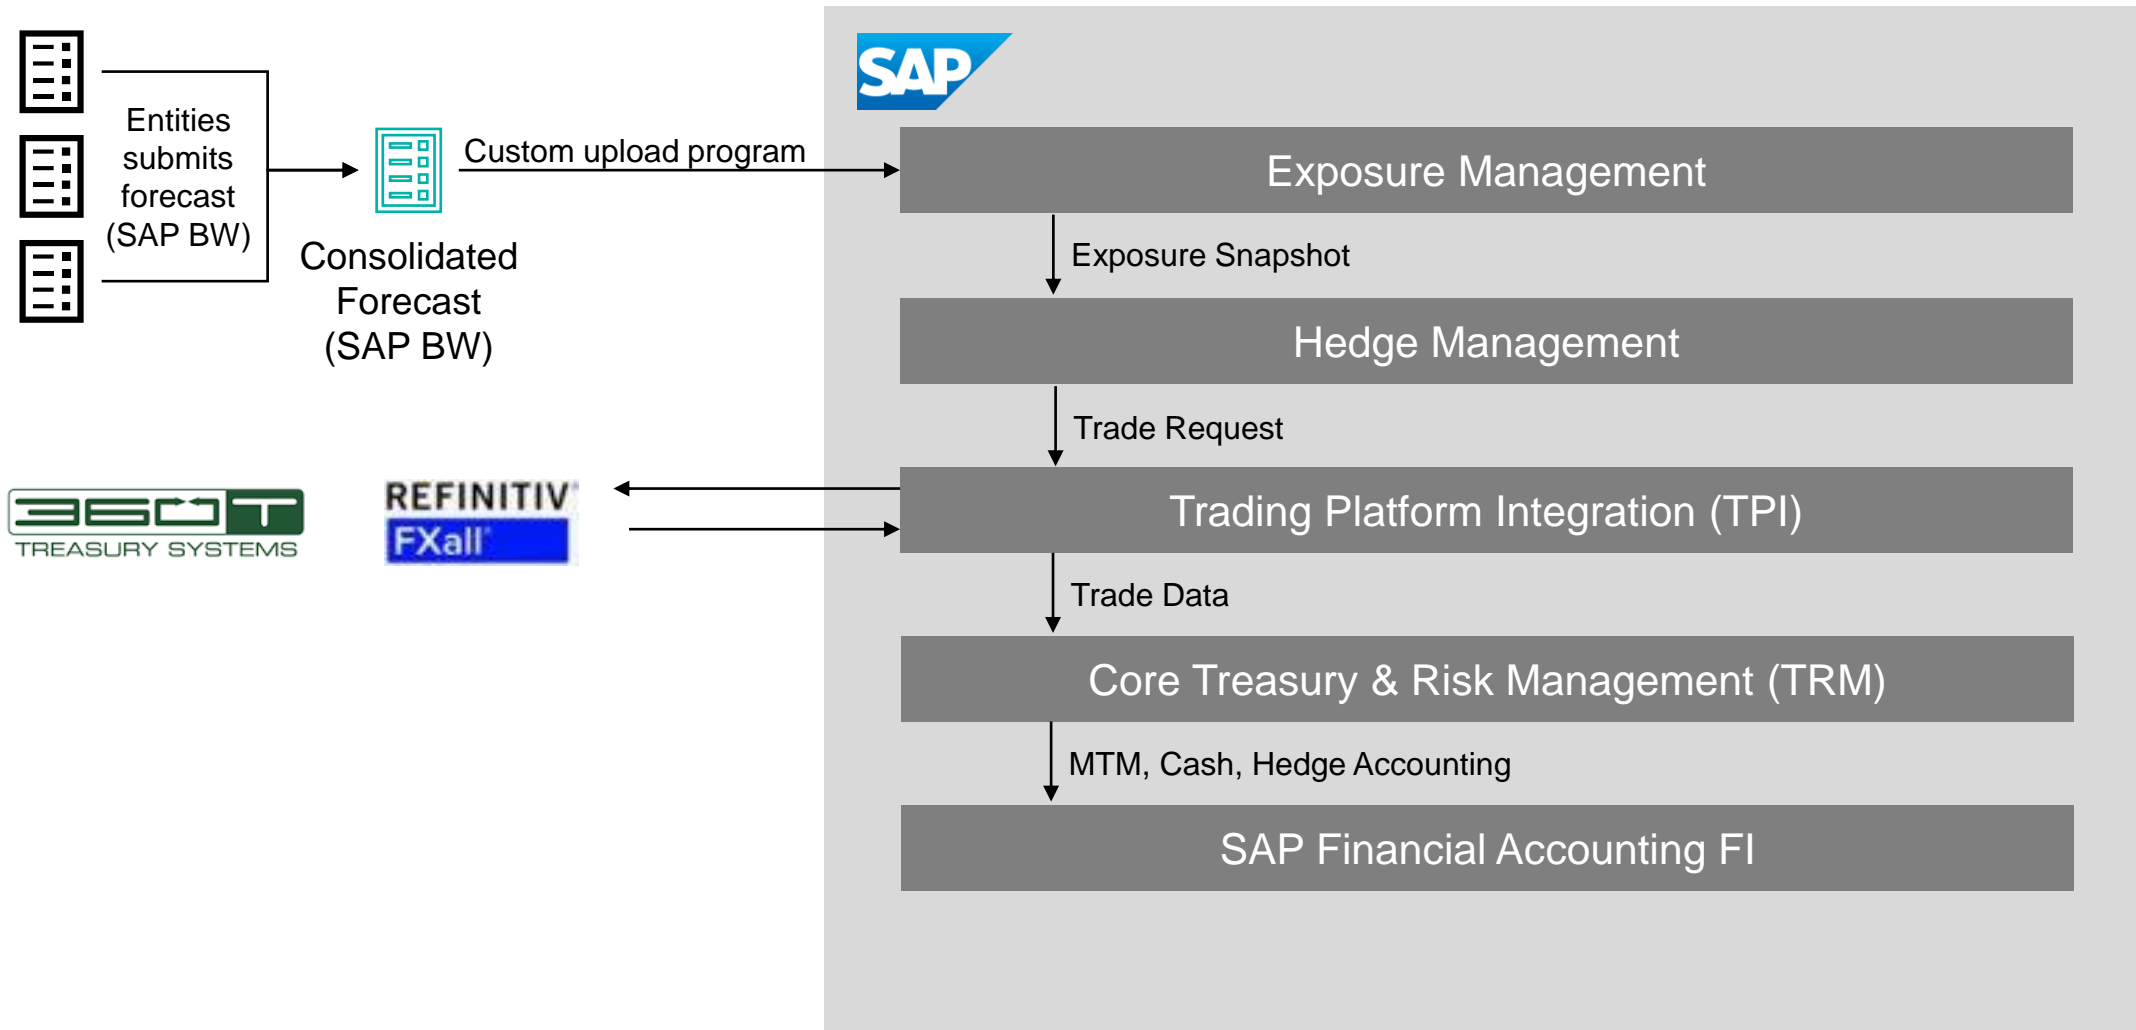 SAP
Entities
submits
forecast
(SAP BW)
Custom upload program
Consolidated
Forecast
(SAP BW)
Exposure Management
Exposure Snapshot
Hedge Management
Trade Request
360T
TREASURY SYSTEMS
REFINITIV
FXall
Trading Platform Integration (TPI)
Trade Data
Core Treasury & Risk Management (TRM)
MTM, Cash, Hedge Accounting
SAP Financial Accounting FI